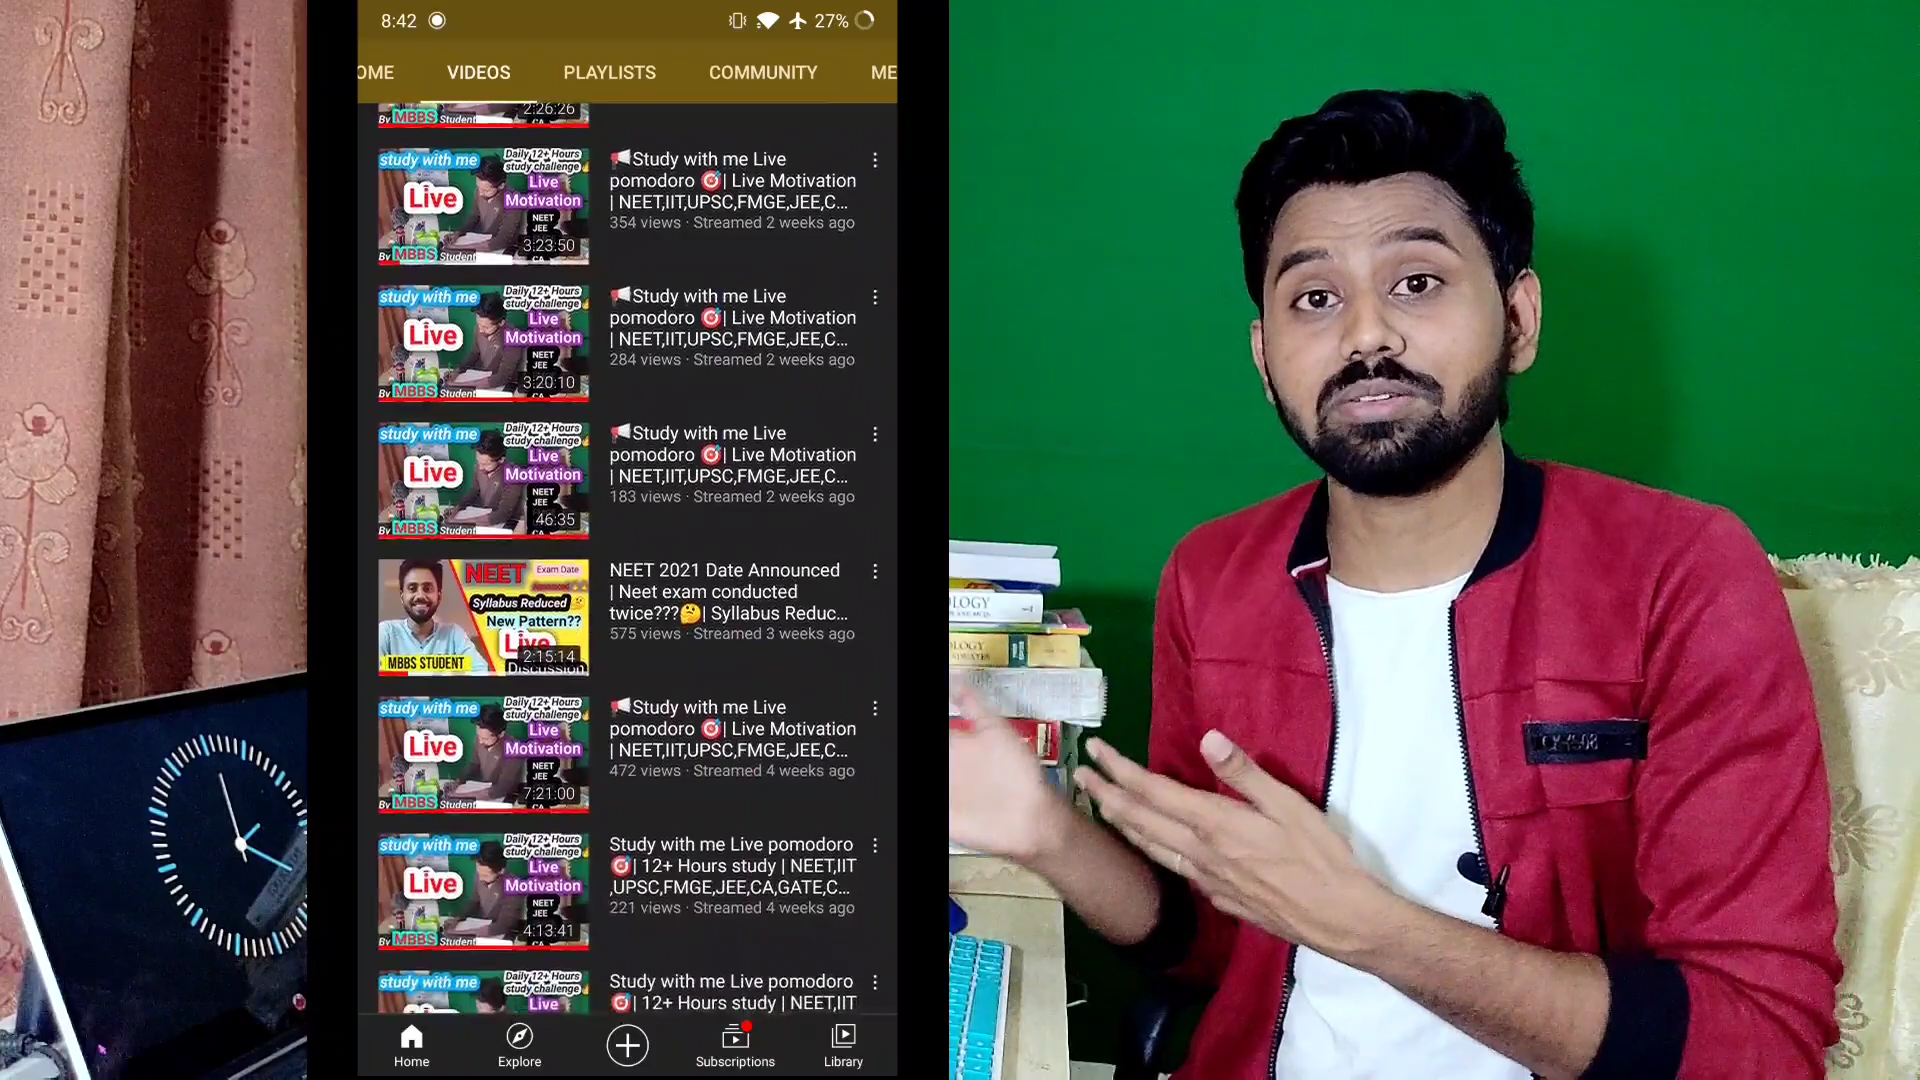 8:42
27%
OME VIDEOS PLAYLISTS COMMUNITY ME
2:26:26
By MBBS Student
CA
study with me
Daily 12+ Hours
study challenge
Live
Live
Motivation
NEET
JEE
3:23:50
By MBBS Student
CA
📢Study with me Live
pomodoro 🎯| Live Motivation
| NEET,IIT,UPSC,FMGE,JEE,C...
354 views · Streamed 2 weeks ago
study with me
Daily 12+ Hours
study challenge
Live
Live
Motivation
NEET
JEE
3:20:10
By MBBS Student
CA
📢Study with me Live
pomodoro 🎯| Live Motivation
| NEET,IIT,UPSC,FMGE,JEE,C...
284 views · Streamed 2 weeks ago
study with me
Daily 12+ Hours
study challenge
Live
Live
Motivation
NEET
JEE
46:35
By MBBS Student
CA
📢Study with me Live
pomodoro 🎯| Live Motivation
| NEET,IIT,UPSC,FMGE,JEE,C...
183 views · Streamed 2 weeks ago
NEET
Exam Date
Syllabus Reduced 🤔
New Pattern??
Live
2:15:14
MBBS STUDENT
Discussion
NEET 2021 Date Announced
| Neet exam conducted
twice???🤔| Syllabus Reduc...
575 views · Streamed 3 weeks ago
study with me
Daily 12+ Hours
study challenge
Live
Live
Motivation
NEET
JEE
7:21:00
By MBBS Student
CA
📢Study with me Live
pomodoro 🎯| Live Motivation
| NEET,IIT,UPSC,FMGE,JEE,C...
472 views · Streamed 4 weeks ago
study with me
Daily 12+ Hours
study challenge
Live
Live
Motivation
NEET
JEE
4:13:41
By MBBS Student
CA
Study with me Live pomodoro
🎯| 12+ Hours study | NEET,IIT
,UPSC,FMGE,JEE,CA,GATE,C...
221 views · Streamed 4 weeks ago
study with me
Daily 12+ Hours
study challenge
Live
Study with me Live pomodoro
🎯| 12+ Hours study | NEET,IIT
Home Explore Subscriptions Library
OLOGY
OLOGY